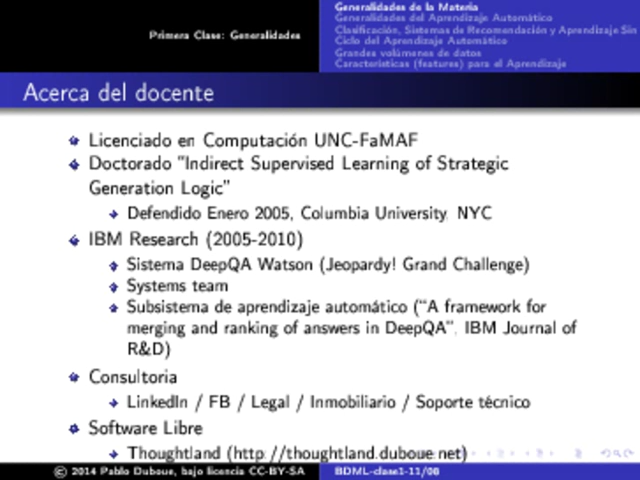 Primera Clase: Generalidades
Generalidades de la Materia
Generalidades del Aprendizaje Automático
Clasificación, Sistemas de Recomendación y Aprendizaje Sin
Ciclo del Aprendizaje Automático
Grandes volúmenes de datos
Características (features) para el Aprendizaje
Acerca del docente
Licenciado en Computación UNC-FaMAF
Doctorado "Indirect Supervised Learning of Strategic
Generation Logic"
Defendido Enero 2005, Columbia University, NYC
IBM Research (2005-2010)
Sistema DeepQA Watson (Jeopardy! Grand Challenge)
Systems team
Subsistema de aprendizaje automático ("A framework for
merging and ranking of answers in DeepQA". IBM Journal of
R&D)
Consultoria
LinkedIn / FB / Legal / Inmobiliario / Soporte técnico
Software Libre
Thoughtland (http://thoughtland.duboue.net)
© 2014 Pablo Duboue, bajo licencia CC-BY-SA
BDML-clase1-11/08